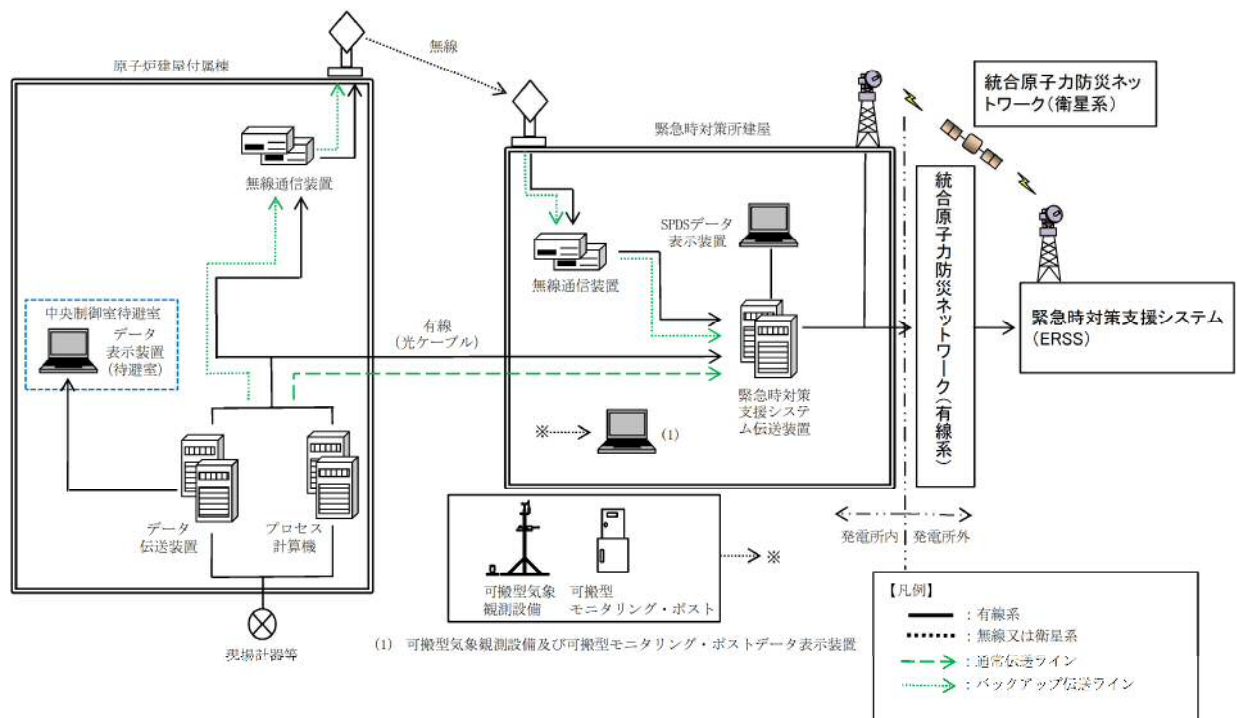 原子炉建屋付属棟
無線
統合原子力防災ネッ
トワーク(衛星系)
緊急時対策所建屋
無線通信装置
SPDSデータ
表示装置
無線通信装置
統合原子力防災ネットワーク(有線系)
緊急時対策支援システム
(ERSS)
中央制御室待避室
データ
表示装置
(待避室)
有線
(光ケーブル)
緊急時対策
支援システ
ム伝送装置
※
(1)
データ
伝送装置
プロセス
計算機
発電所内
発電所外
※
可搬型気象
観測設備
可搬型
モニタリング・ポスト
現場計器等
(1) 可搬型気象観測設備及び可搬型モニタリング・ポストデータ表示装置
【凡例】
:有線系
:無線又は衛星系
:通常伝送ライン
:バックアップ伝送ライン